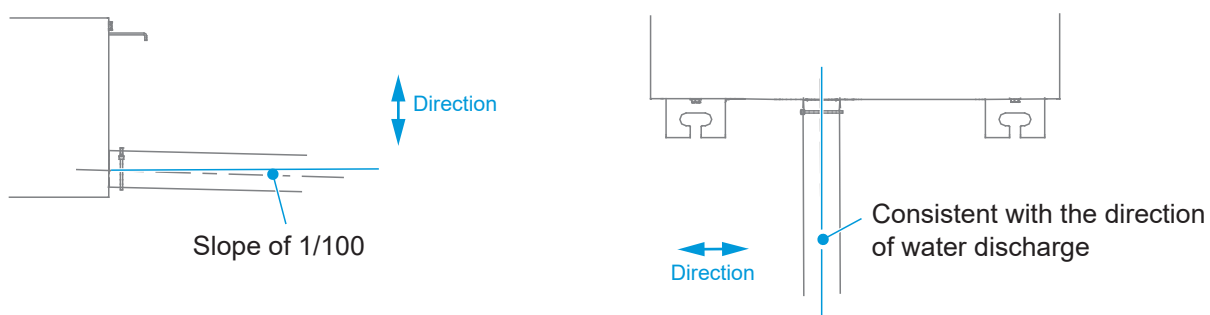 Direction
Slope of 1/100
Consistent with the direction
of water discharge
Direction